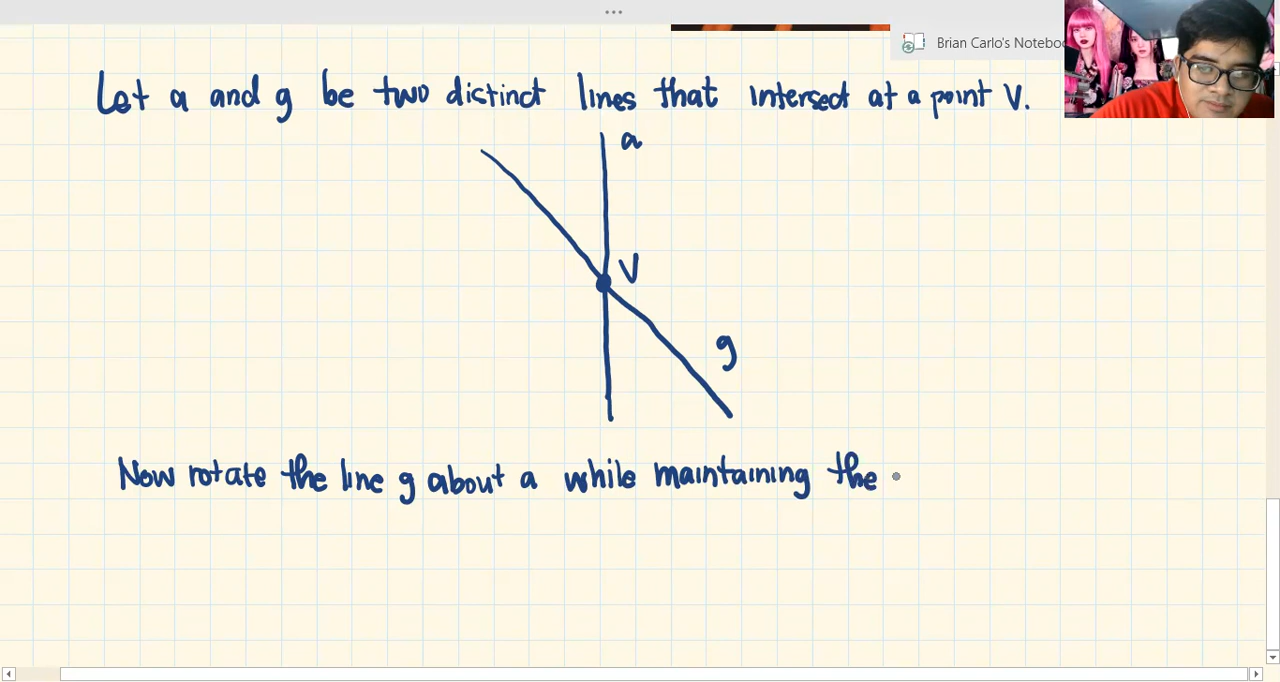 Brian Carlo's Noteboo
Let a and g be two distinct lines that intersect at a point V.
a
V
g
Now rotate the line g about a while maintaining the